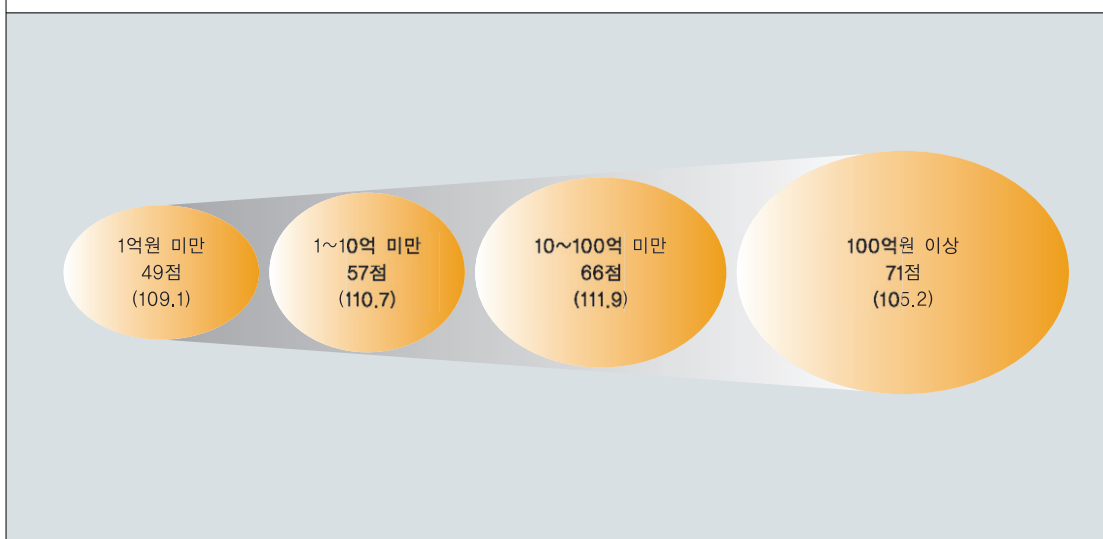 1억원 미만
49점
(109.1)
1~10억 미만
57점
(110.7)
10~100억 미만
66점
(111.9)
100억원 이상
71점
(105.2)